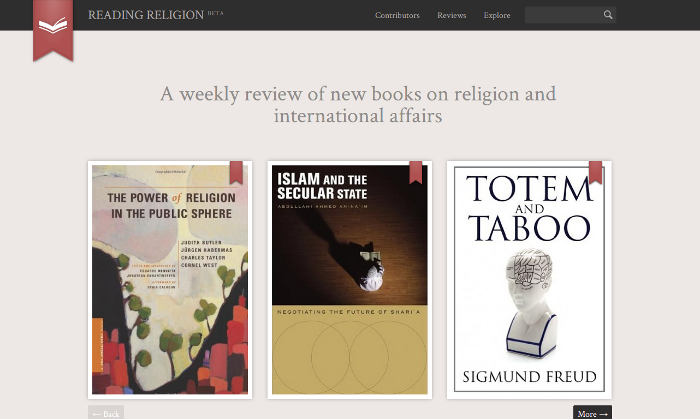 READING RELIGION BETA
Contributors Reviews Explore
A weekly review of new books on religion and
international affairs
THE POWER of RELIGION
IN THE PUBLIC SPHERE
JUDITH BUTLER
JÜRGEN HABERMAS
CHARLES TAYLOR
CORNEL WEST
ISLAM AND THE
SECULAR STATE
ABDULLAHI AHMED AN-NA'IM
NEGOTIATING THE FUTURE OF SHARI A
TOTEM
AND
TABOO
SIGMUND FREUD
← Back
More →